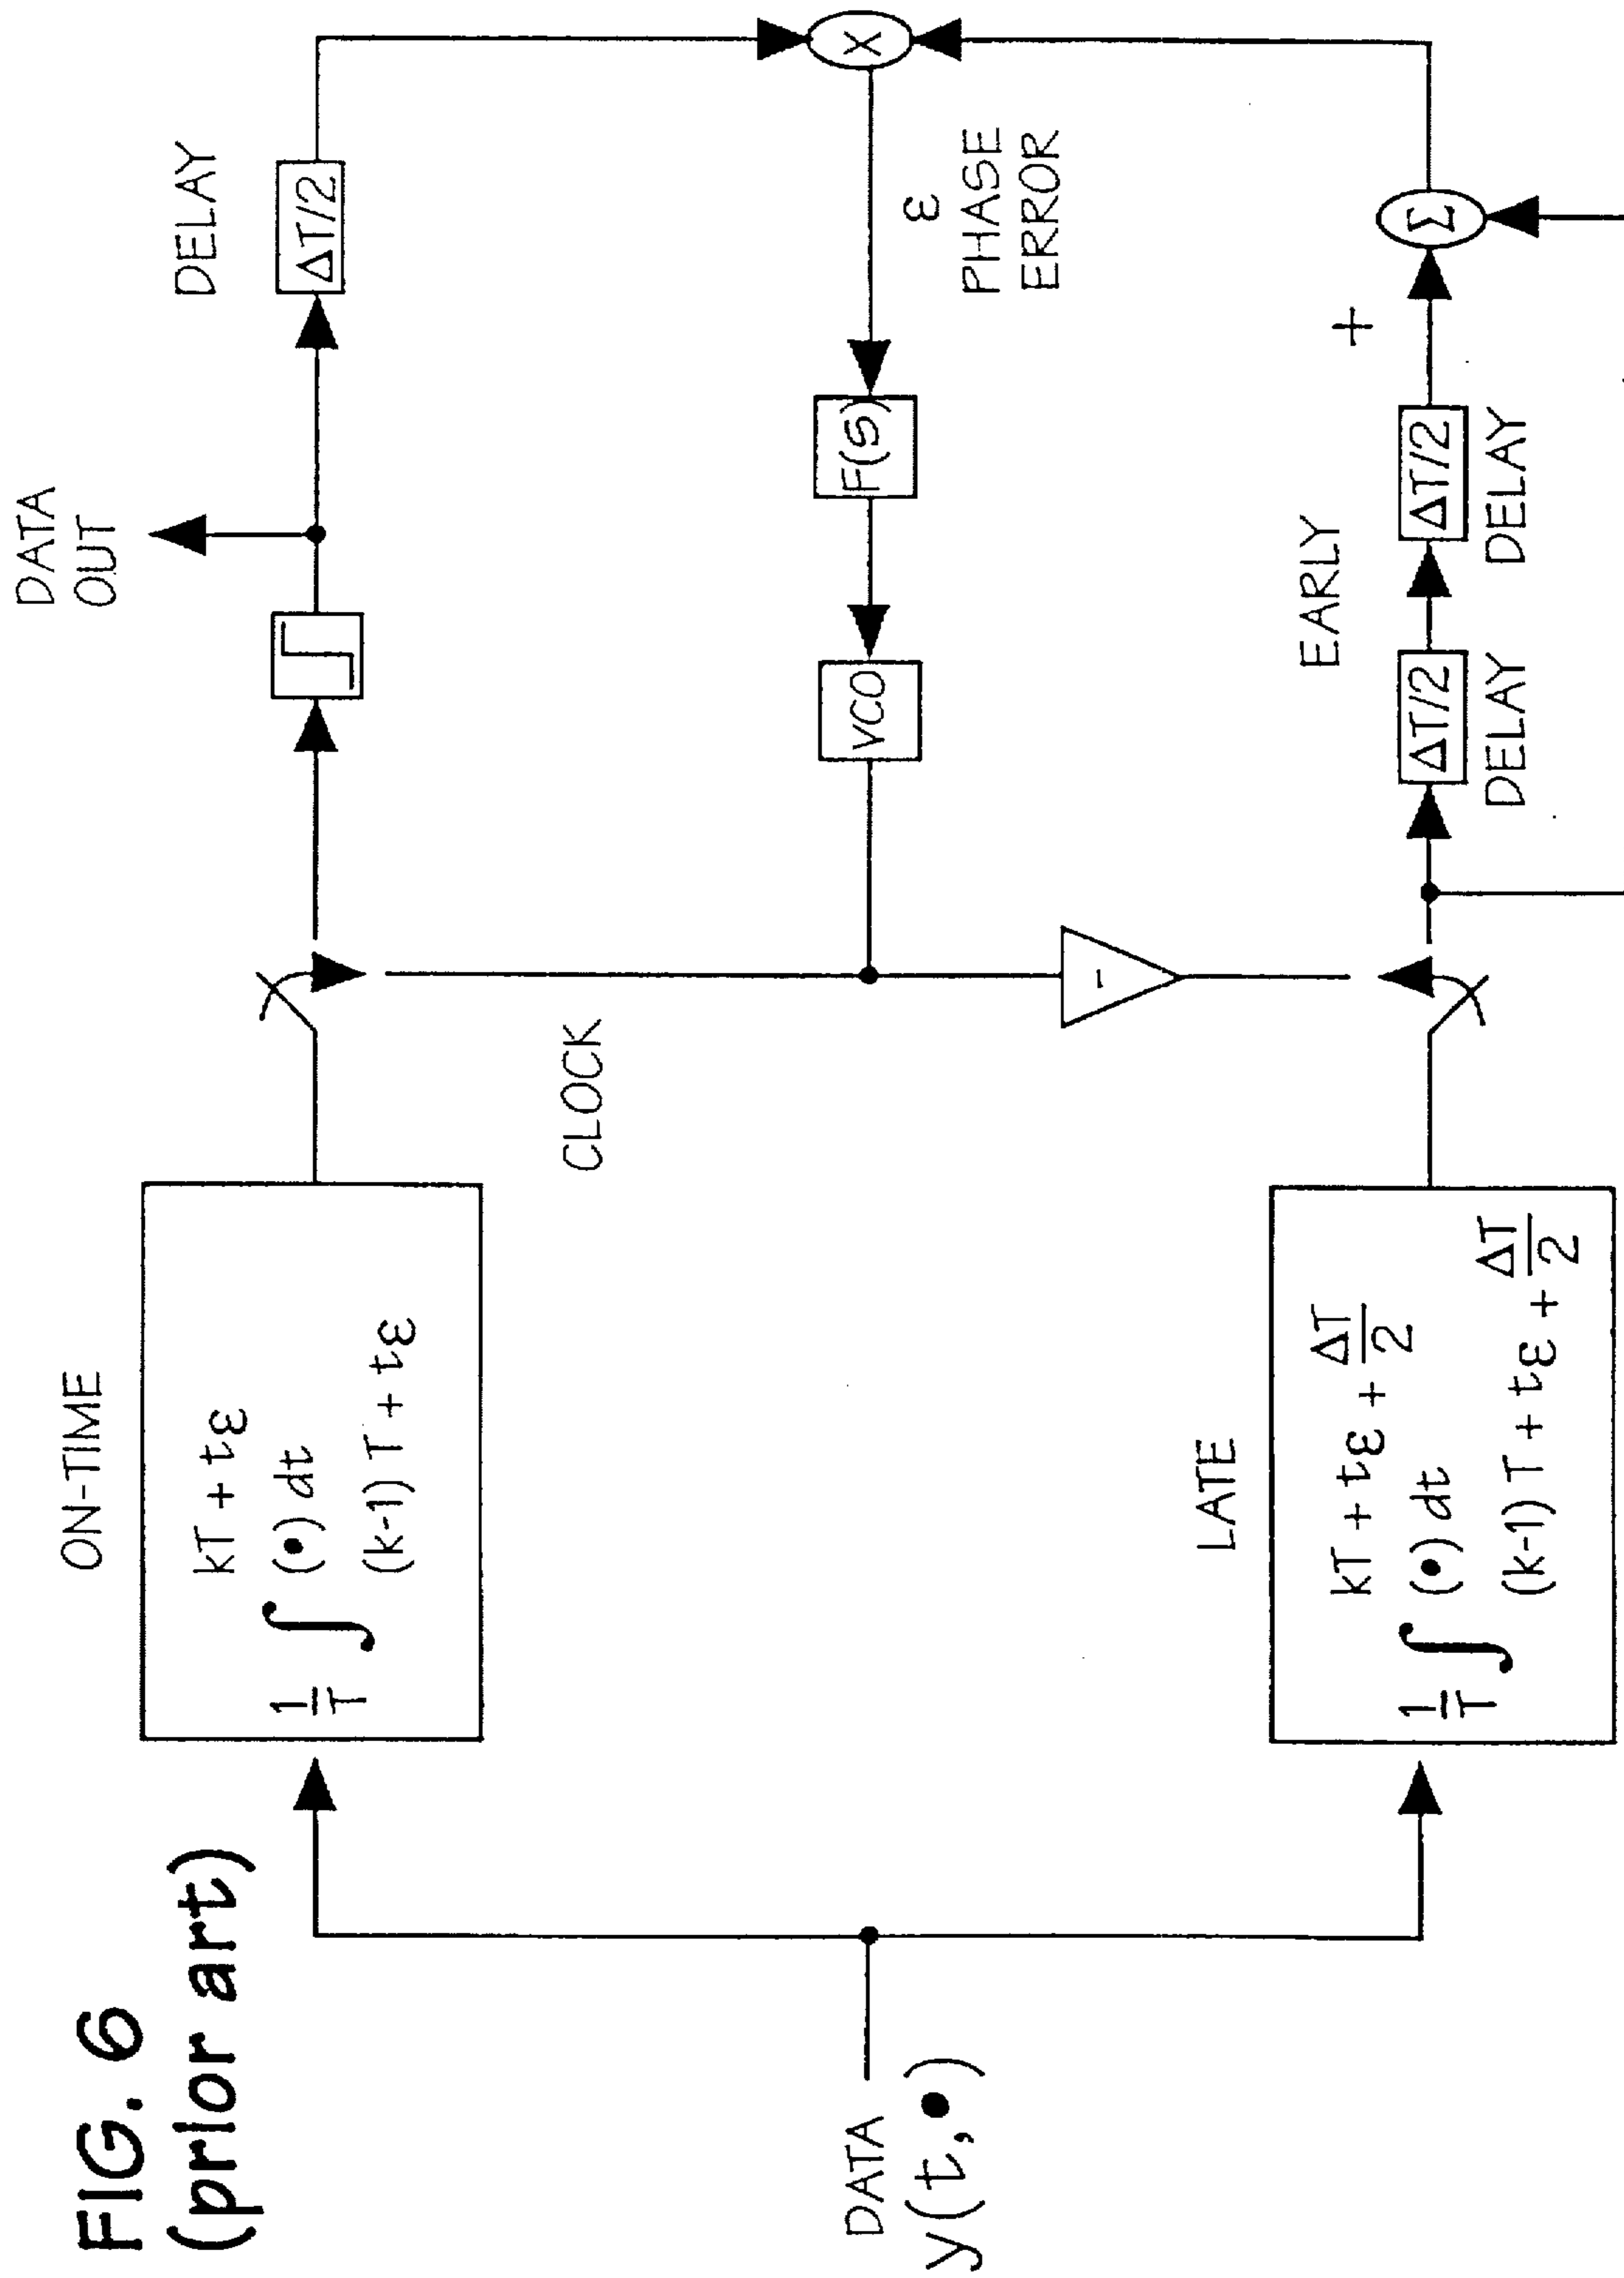 FIG. 6
(prior art)
DATA
y(t,•)
ON-TIME
kT + tε
1/T ∫ (•) dt
(k-1) T + tε
LATE
kT + tε + ΔT/2
1/T ∫ (•) dt
(k-1) T + tε + ΔT/2
CLOCK
-1
DATA
OUT
DELAY
ΔT/2
VCO
F(s)
ε
PHASE
ERROR
X
EARLY
ΔT/2
DELAY
ΔT/2
DELAY
+
Σ